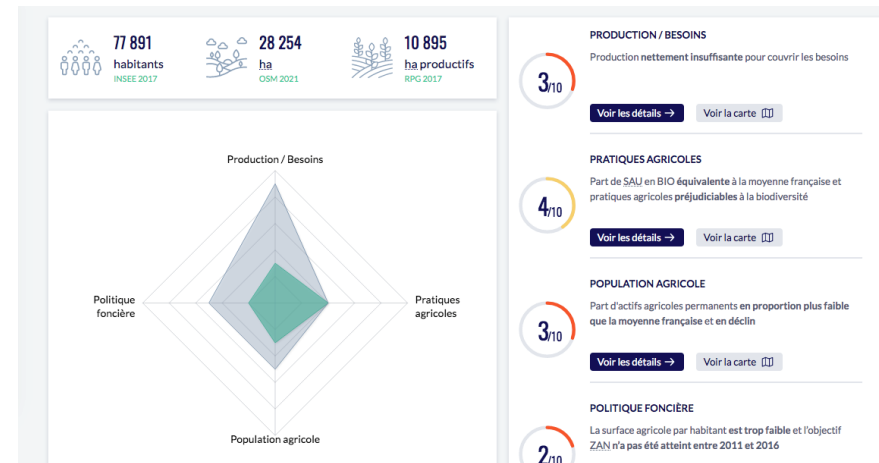 77 891
habitants
INSEE 2017
28 254
ha
OSM 2021
10 895
ha productifs
RPG 2017
Production / Besoins
Politique
foncière
Pratiques
agricoles
Population agricole
PRODUCTION / BESOINS
Production nettement insuffisante pour couvrir les besoins
3/10
Voir les détails → Voir la carte
PRATIQUES AGRICOLES
Part de SAU en BIO équivalente à la moyenne française et
pratiques agricoles préjudiciables à la biodiversité
4/10
Voir les détails → Voir la carte
POPULATION AGRICOLE
Part d'actifs agricoles permanents en proportion plus faible
que la moyenne française et en déclin
3/10
Voir les détails → Voir la carte
POLITIQUE FONCIÈRE
La surface agricole par habitant est trop faible et l'objectif
ZAN n'a pas été atteint entre 2011 et 2016
2/10